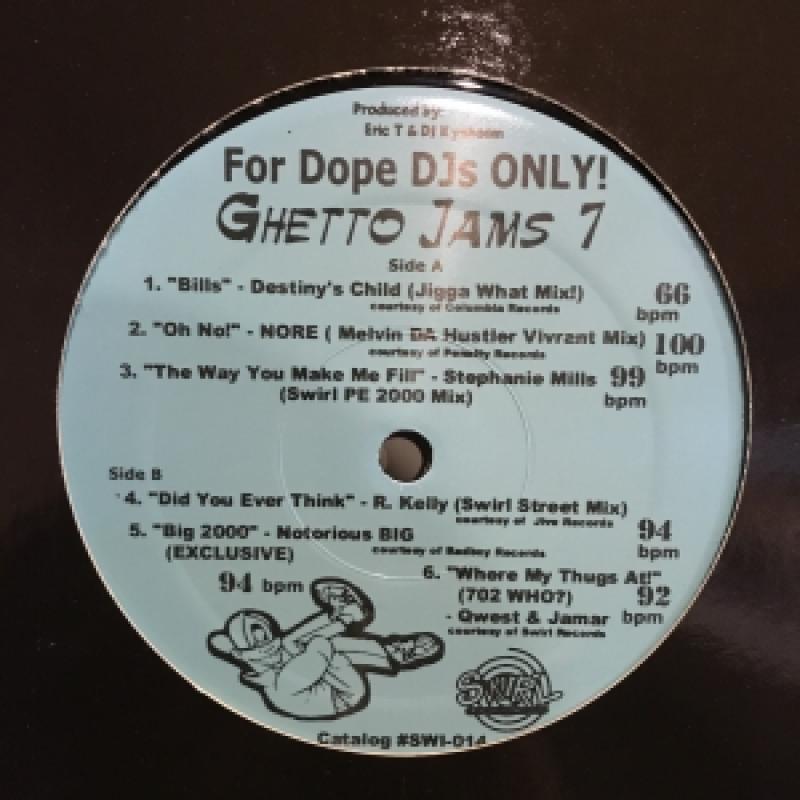 Produced by:
Eric T & DJ
For Dope DJs ONLY!
GHETTO JAMS 7
Side A
1. "Bills" - Destiny's Child (Jigga What Mix!) 66 bpm
courtesy of Columbia Records
2. "Oh No!" - NORE ( Melvin DA Hustler Vivrant Mix) 100 bpm
courtesy of Penalty Records
3. "The Way You Make Me Fill" - Stephanie Mills 99 bpm
(Swirl PE 2000 Mix)
Side B
4. "Did You Ever Think" - R. Kelly (Swirl Street Mix) 94 bpm
courtesy of Jive Records
5. "Big 2000" - Notorious BIG
(EXCLUSIVE) courtesy of Badboy Records
94 bpm
6. "Where My Thugs At!"
(702 WHO?) 92 bpm
- Qwest & Jamar
courtesy of Swirl Records
SWIRL
Catalog #SWI-014